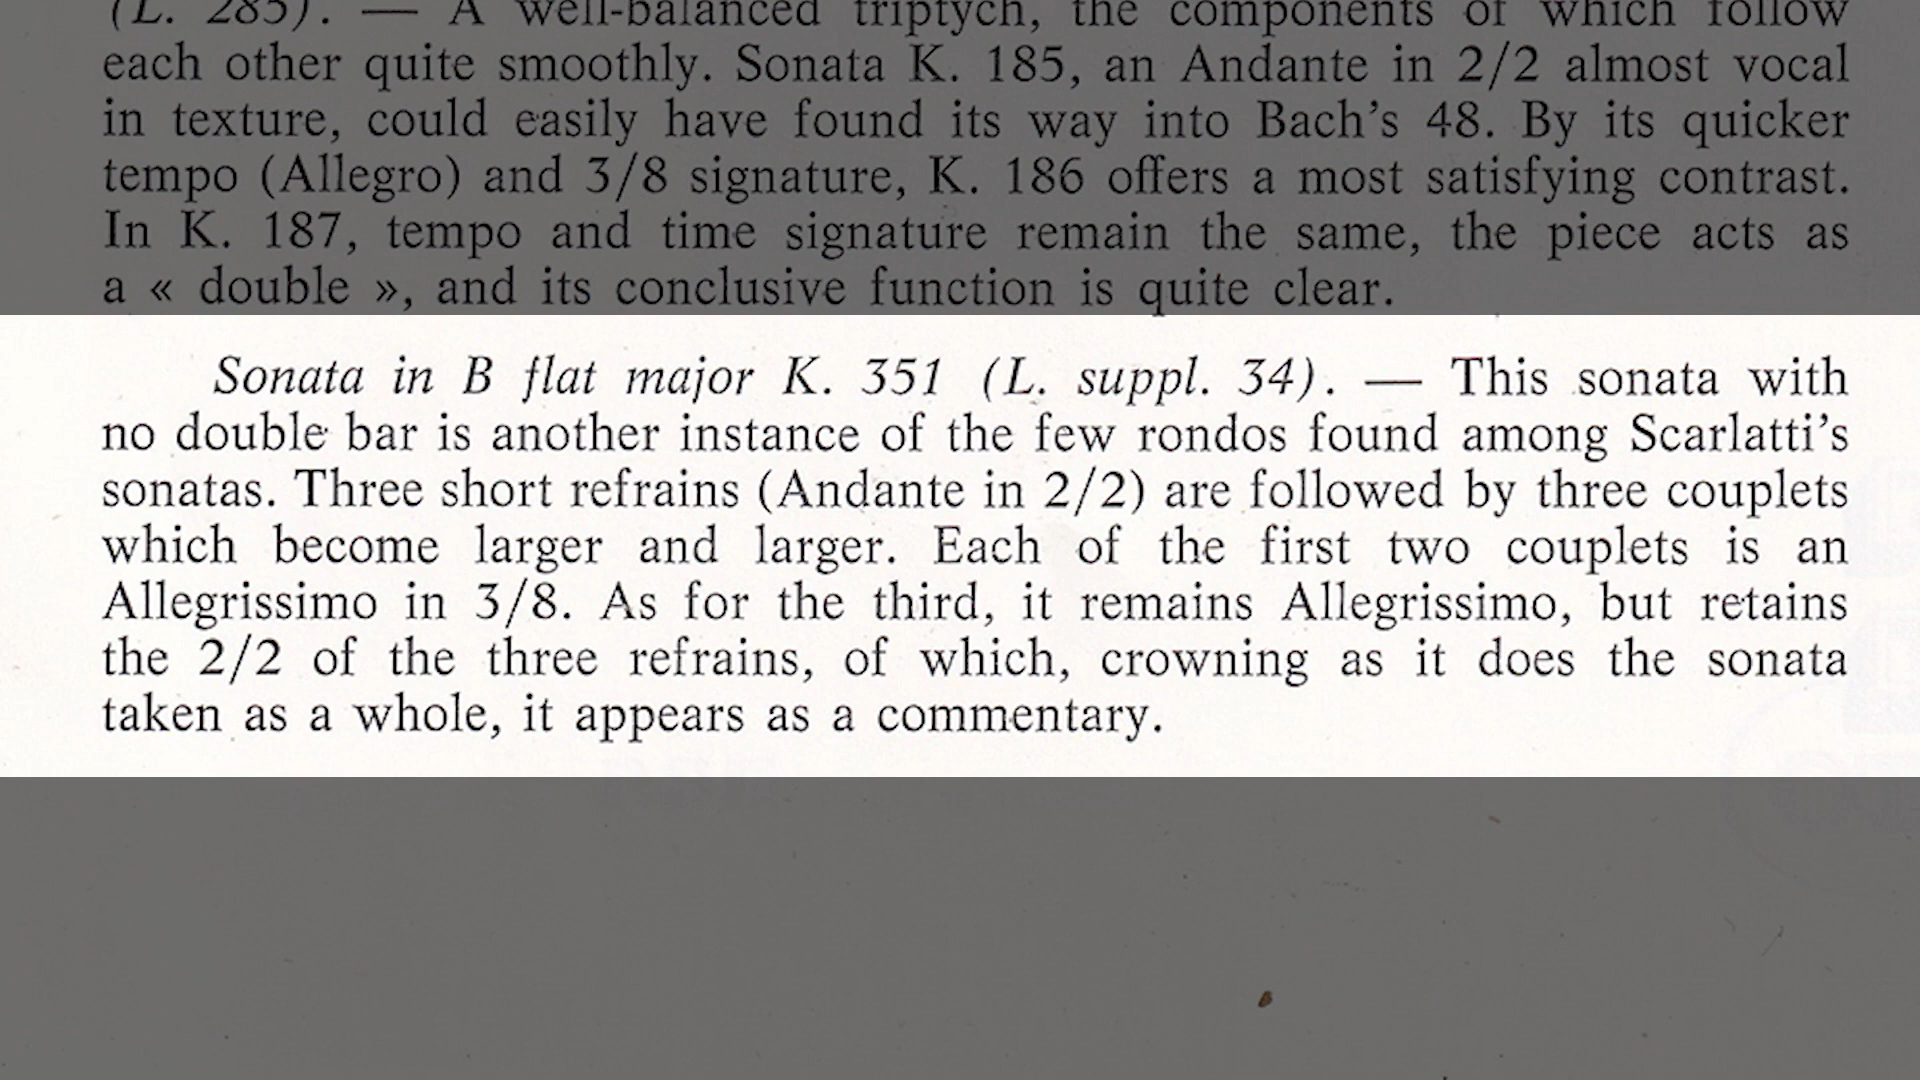 (L. 285). — A well-balanced triptych, the components of which follow
each other quite smoothly. Sonata K. 185, an Andante in 2/2 almost vocal
in texture, could easily have found its way into Bach's 48. By its quicker
tempo (Allegro) and 3/8 signature, K. 186 offers a most satisfying contrast.
In K. 187, tempo and time signature remain the same, the piece acts as
a « double », and its conclusive function is quite clear.
Sonata in B flat major K. 351 (L. suppl. 34). — This sonata with
no double bar is another instance of the few rondos found among Scarlatti's
sonatas. Three short refrains (Andante in 2/2) are followed by three couplets
which become larger and larger. Each of the first two couplets is an
Allegrissimo in 3/8. As for the third, it remains Allegrissimo, but retains
the 2/2 of the three refrains, of which, crowning as it does the sonata
taken as a whole, it appears as a commentary.